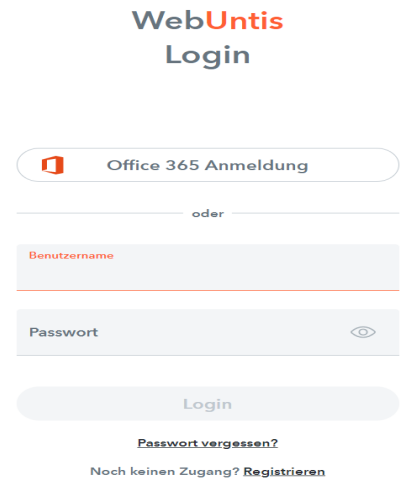 WebUntis
Login
Office 365 Anmeldung
oder
Benutzername
Passwort
Login
Passwort vergessen?
Noch keinen Zugang? Registrieren